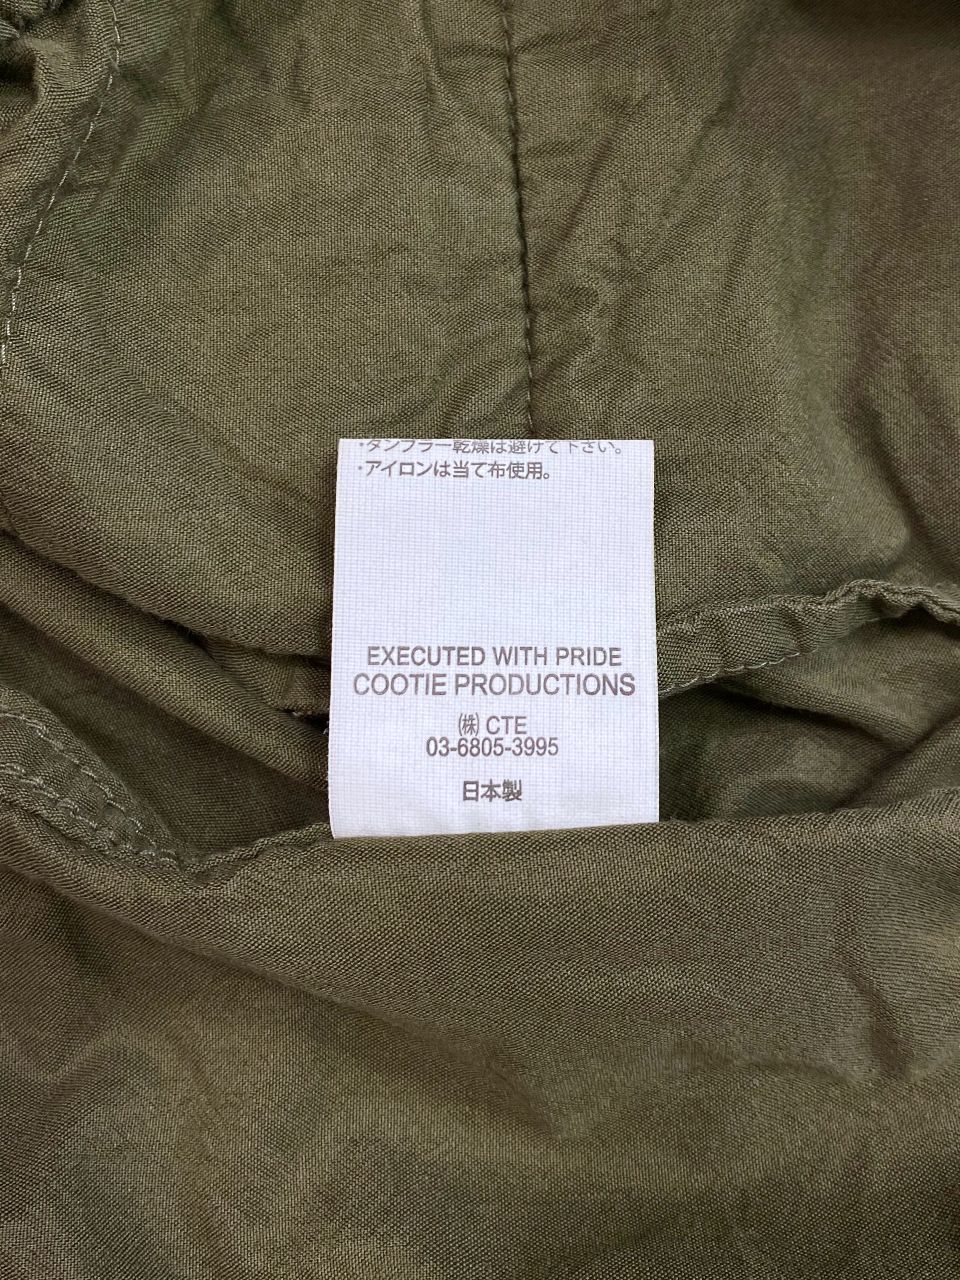 ・タンブラー乾燥は避けて下さい。
・アイロンは当て布使用。
EXECUTED WITH PRIDE
COOTIE PRODUCTIONS
㈱ CTE
03-6805-3995
日本製